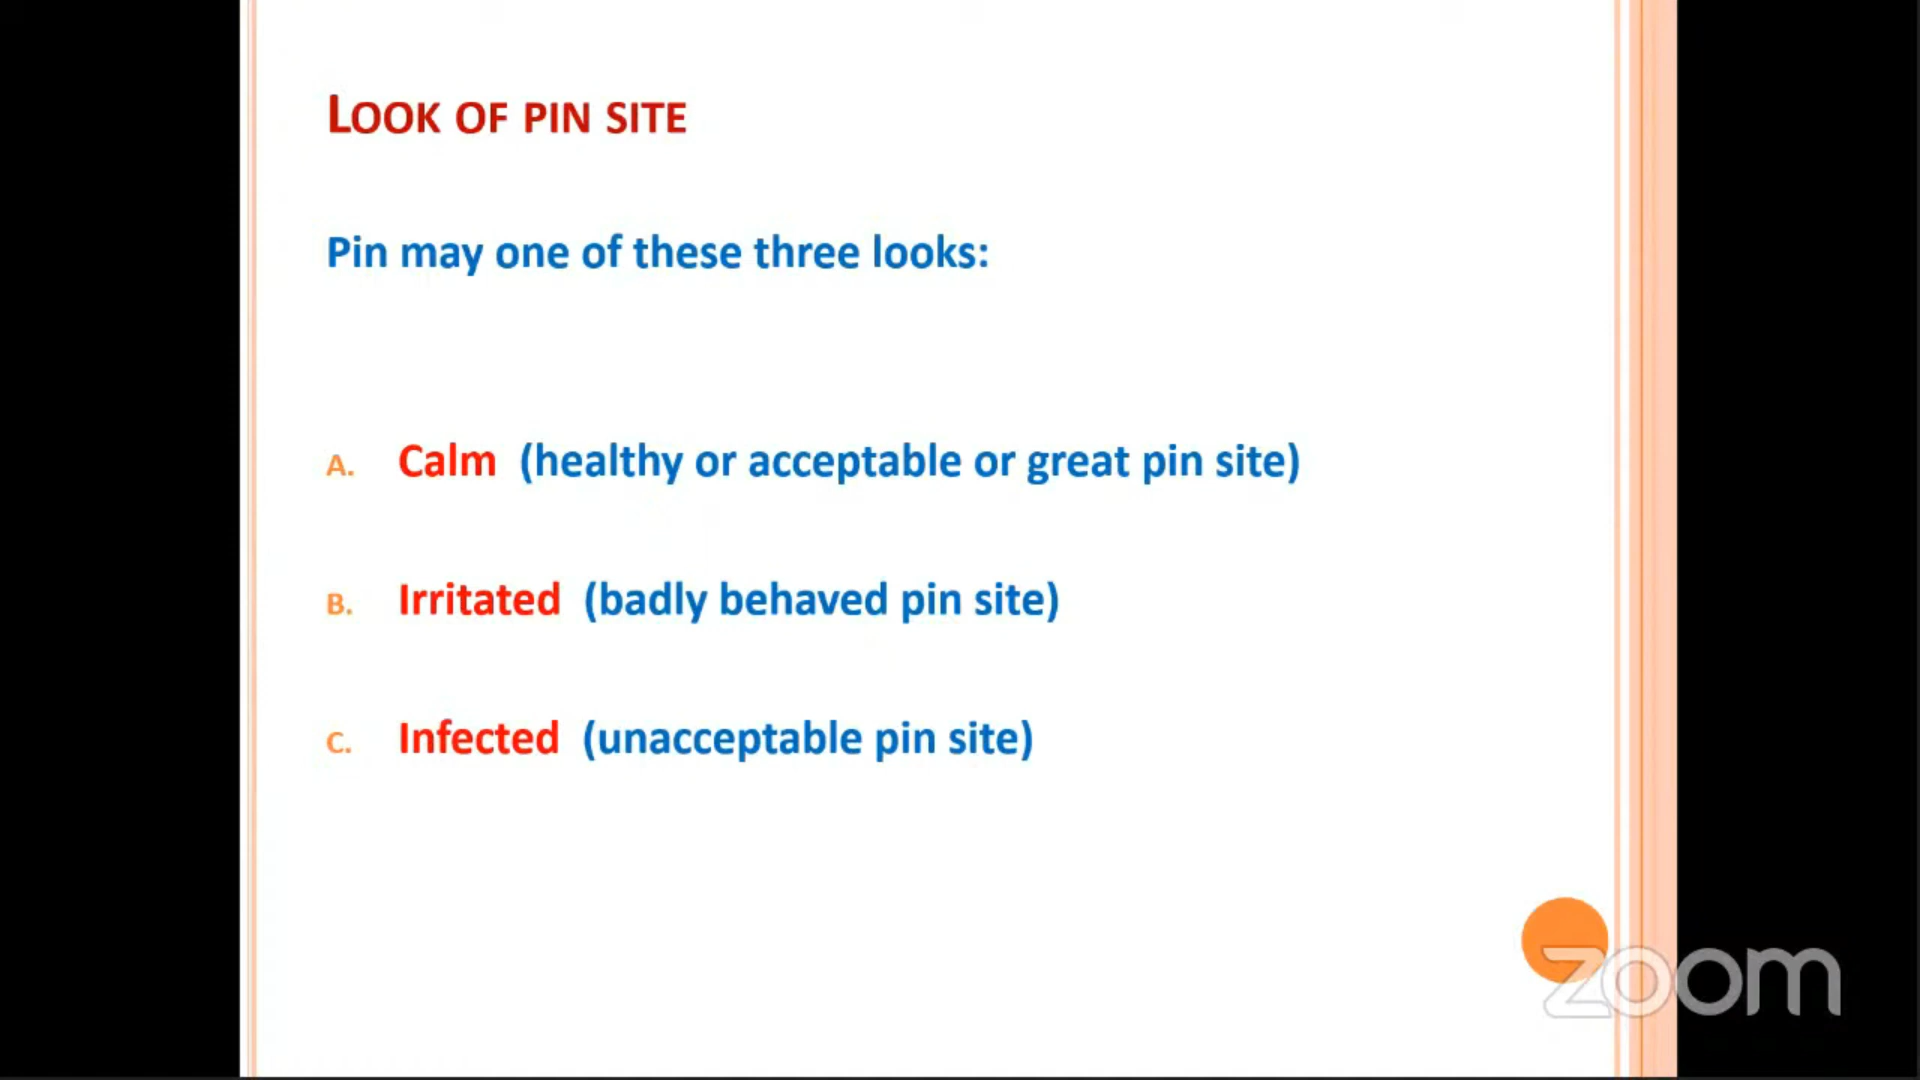 LOOK OF PIN SITE
Pin may one of these three looks:
A. Calm (healthy or acceptable or great pin site)
B. Irritated (badly behaved pin site)
C. Infected (unacceptable pin site)
zoom